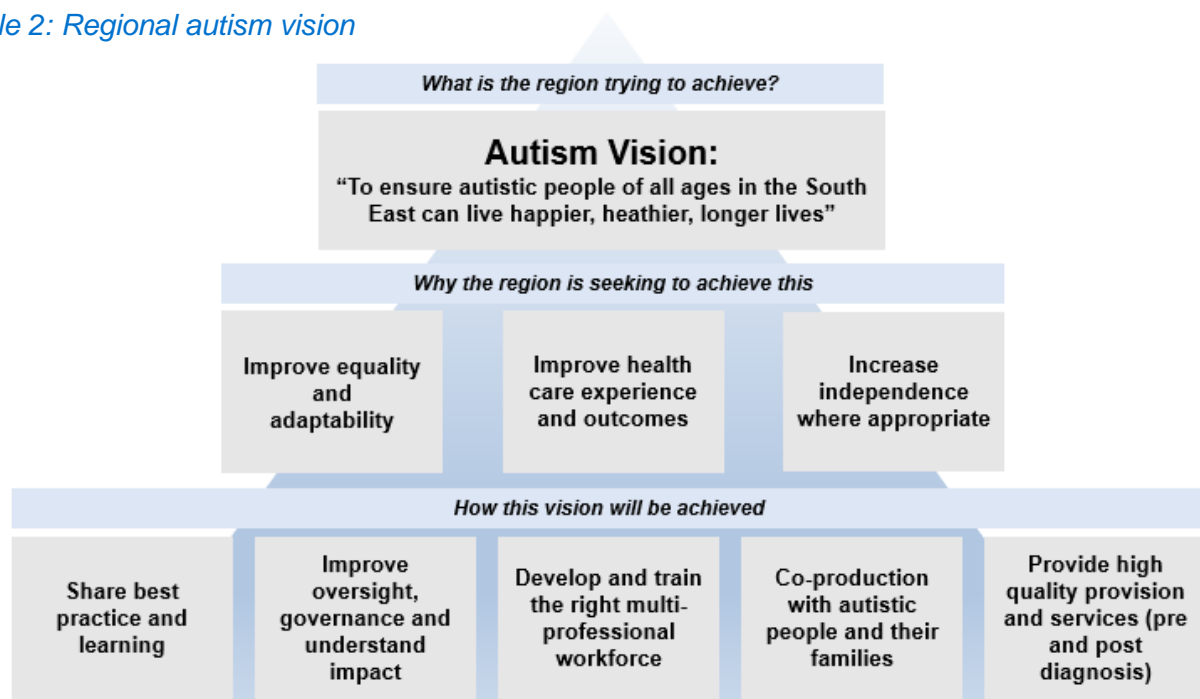 le 2: Regional autism vision
What is the region trying to achieve?
Autism Vision:
“To ensure autistic people of all ages in the South
East can live happier, heathier, longer lives”
Why the region is seeking to achieve this
Improve equality
and
adaptability
Improve health
care experience
and outcomes
Increase
independence
where appropriate
How this vision will be achieved
Share best
practice and
learning
Improve
oversight,
governance and
understand
impact
Develop and train
the right multi-
professional
workforce
Co-production
with autistic
people and their
families
Provide high
quality provision
and services (pre
and post
diagnosis)